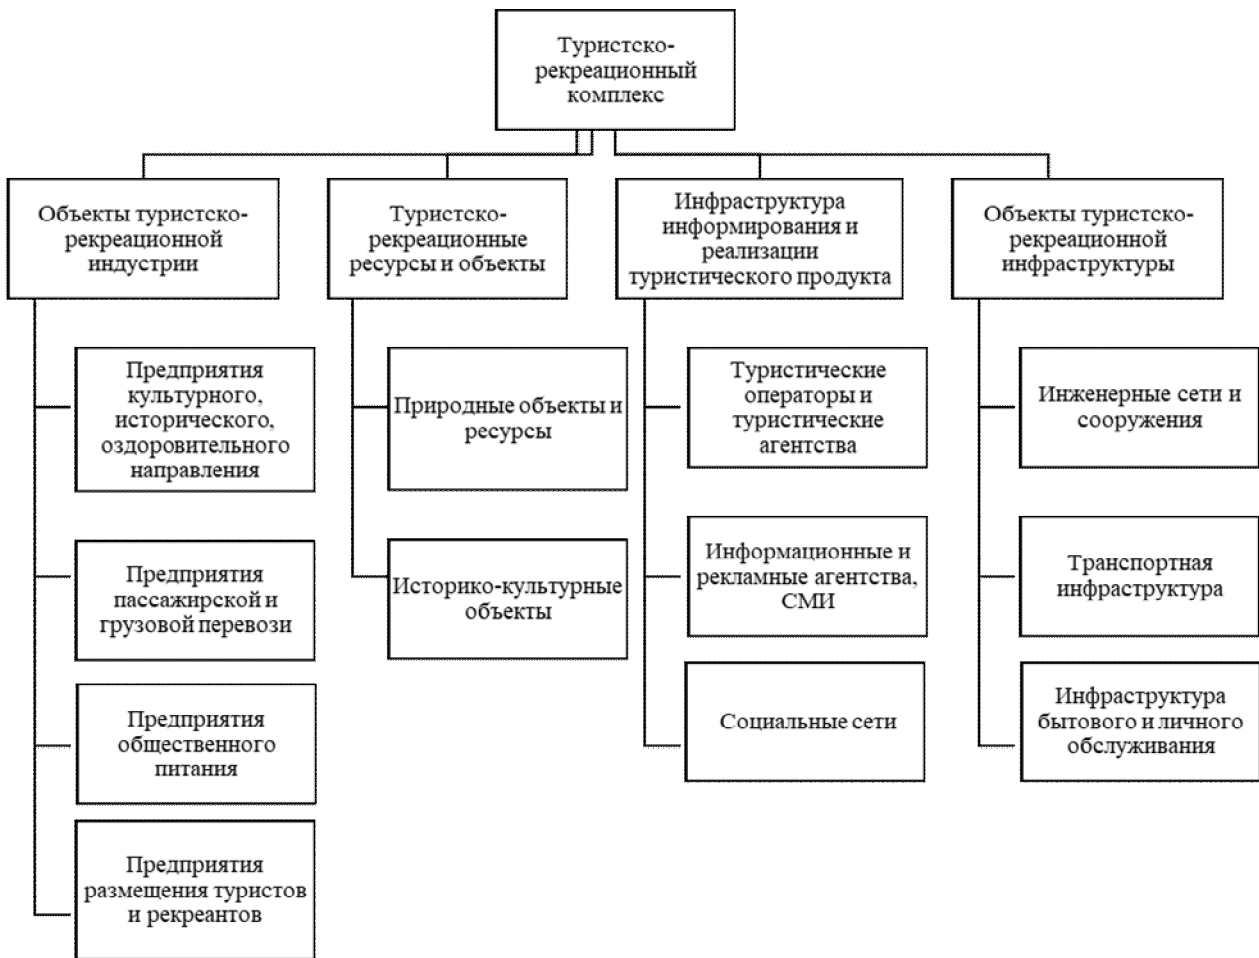 Туристско-
рекреационный
комплекс
Объекты туристско-
рекреационной
индустрии
Туристско-
рекреационные
ресурсы и объекты
Инфраструктура
информирования и
реализации
туристического продукта
Объекты туристско-
рекреационной
инфраструктуры
Предприятия
культурного,
исторического,
оздоровительного
направления
Предприятия
пассажирской и
грузовой перевози
Предприятия
общественного
питания
Предприятия
размещения туристов
и рекреантов
Природные объекты и
ресурсы
Историко-культурные
объекты
Туристические
операторы и
туристические
агентства
Информационные и
рекламные агентства,
СМИ
Социальные сети
Инженерные сети и
сооружения
Транспортная
инфраструктура
Инфраструктура
бытового и личного
обслуживания